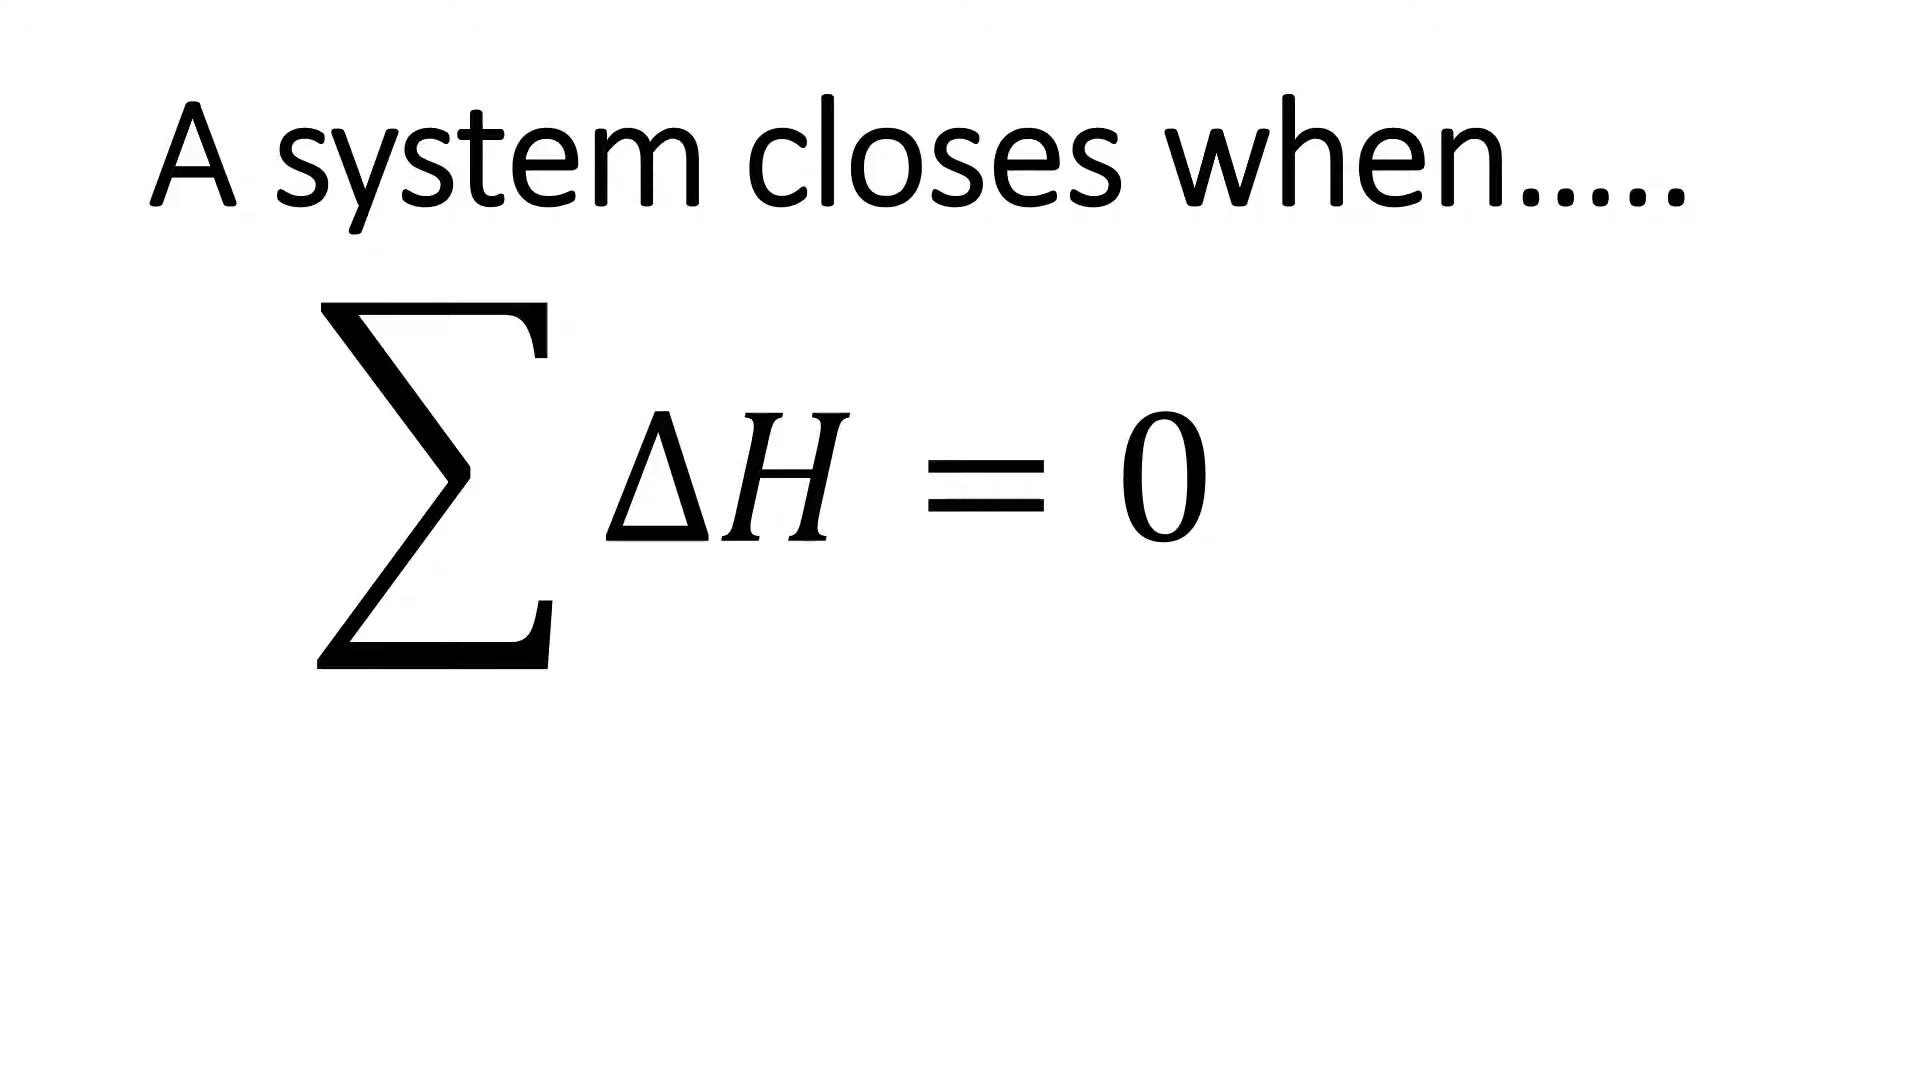 A system closes when.....
∑ΔH = 0